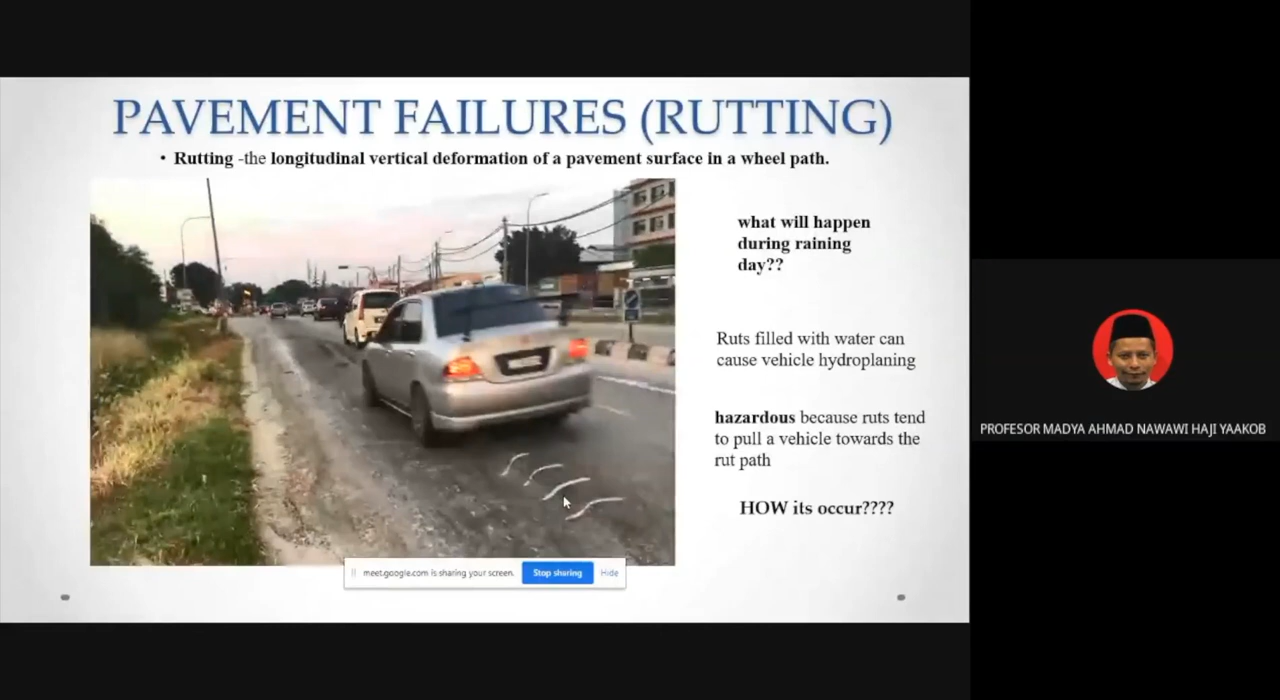 PAVEMENT FAILURES (RUTTING)
• Rutting -the longitudinal vertical deformation of a pavement surface in a wheel path.
what will happen
during raining
day??
Ruts filled with water can
cause vehicle hydroplaning
hazardous because ruts tend
to pull a vehicle towards the
rut path
HOW its occur????
meet.google.com is sharing your screen.
Stop sharing
Hide
PROFESOR MADYA AHMAD NAWAWI HAJI YAAKOB